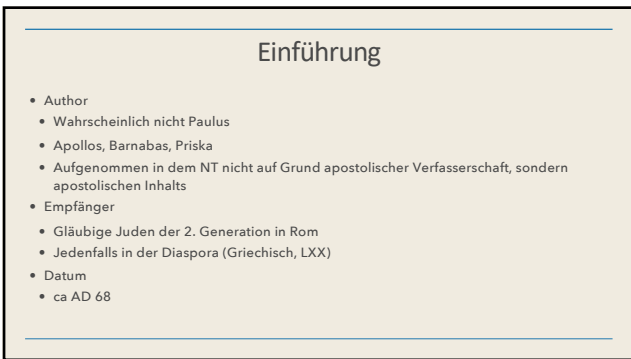 Einführung
• Author
• Wahrscheinlich nicht Paulus
• Apollos, Barnabas, Priska
• Aufgenommen in dem NT nicht auf Grund apostolischer Verfasserschaft, sondern
apostolischen Inhalts
• Empfänger
• Gläubige Juden der 2. Generation in Rom
• Jedenfalls in der Diaspora (Griechisch, LXX)
• Datum
• ca AD 68